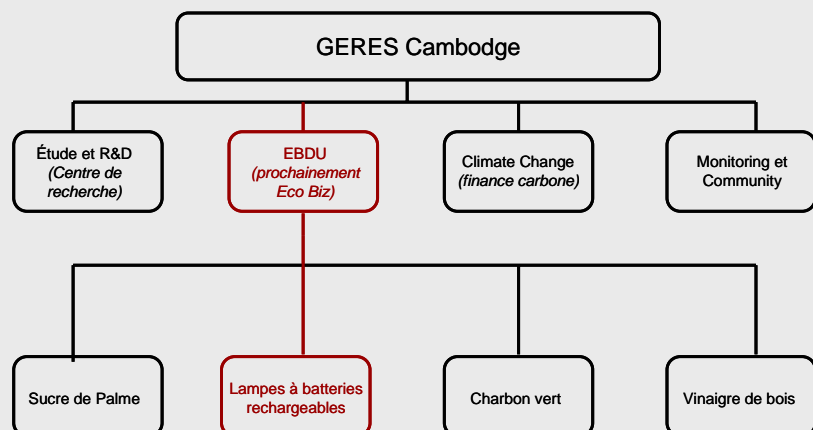 GERES Cambodge
Étude et R&D
(Centre de
recherche)
EBDU
(prochainement
Eco Biz)
Climate Change
(finance carbone)
Monitoring et
Community
Sucre de Palme
Lampes à batteries
rechargeables
Charbon vert
Vinaigre de bois